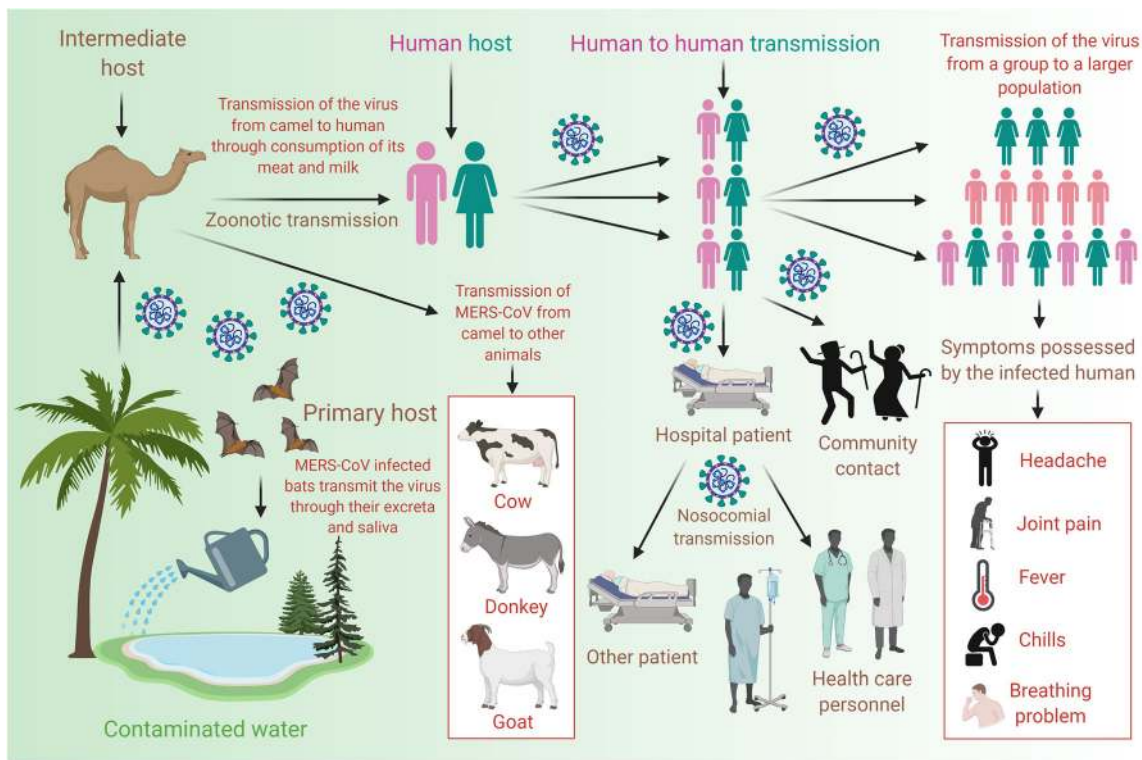 Intermediate
host
Human host
Human to human transmission
Transmission of the virus
from a group to a larger
population
Transmission of the virus
from camel to human
through consumption of its
meat and milk
Zoonotic transmission
Transmission of
MERS-CoV from
camel to other
animals
Primary host
MERS-CoV infected
bats transmit the virus
through their excreta
and saliva
Contaminated water
Cow
Donkey
Goat
Hospital patient
Community
contact
Nosocomial
transmission
Other patient
Health care
personnel
Symptoms possessed
by the infected human
Headache
Joint pain
Fever
Chills
Breathing
problem